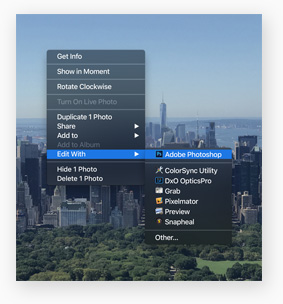 Get Info
Show in Moment
Rotate Clockwise
Turn On Live Photo
Duplicate 1 Photo
Share
Add to
Add to Album
Edit With
Hide 1 Photo
Delete 1 Photo
Adobe Photoshop
ColorSync Utility
DxO OpticsPro
Grab
Pixelmator
Preview
Snapheal
Other...